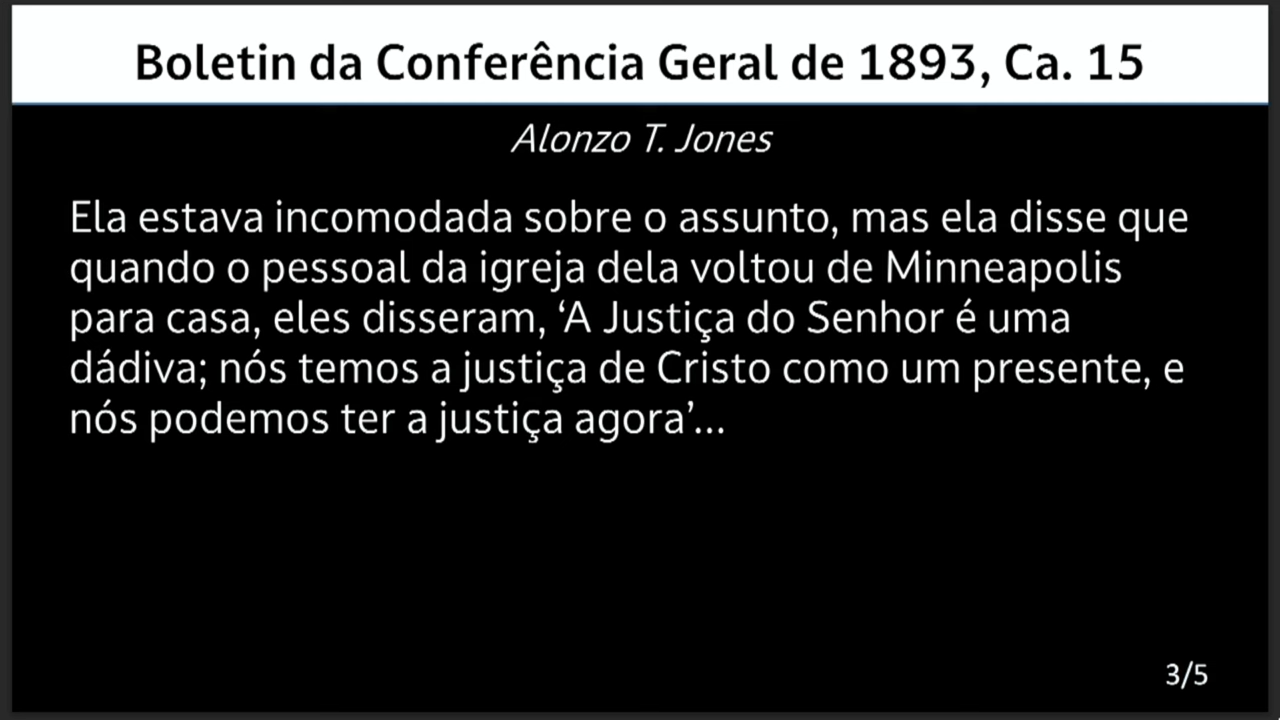 Boletin da Conferência Geral de 1893, Ca. 15
Alonzo T. Jones
Ela estava incomodada sobre o assunto, mas ela disse que
quando o pessoal da igreja dela voltou de Minneapolis
para casa, eles disseram, ‘A Justiça do Senhor é uma
dádiva; nós temos a justiça de Cristo como um presente, e
nós podemos ter a justiça agora’...
3/5